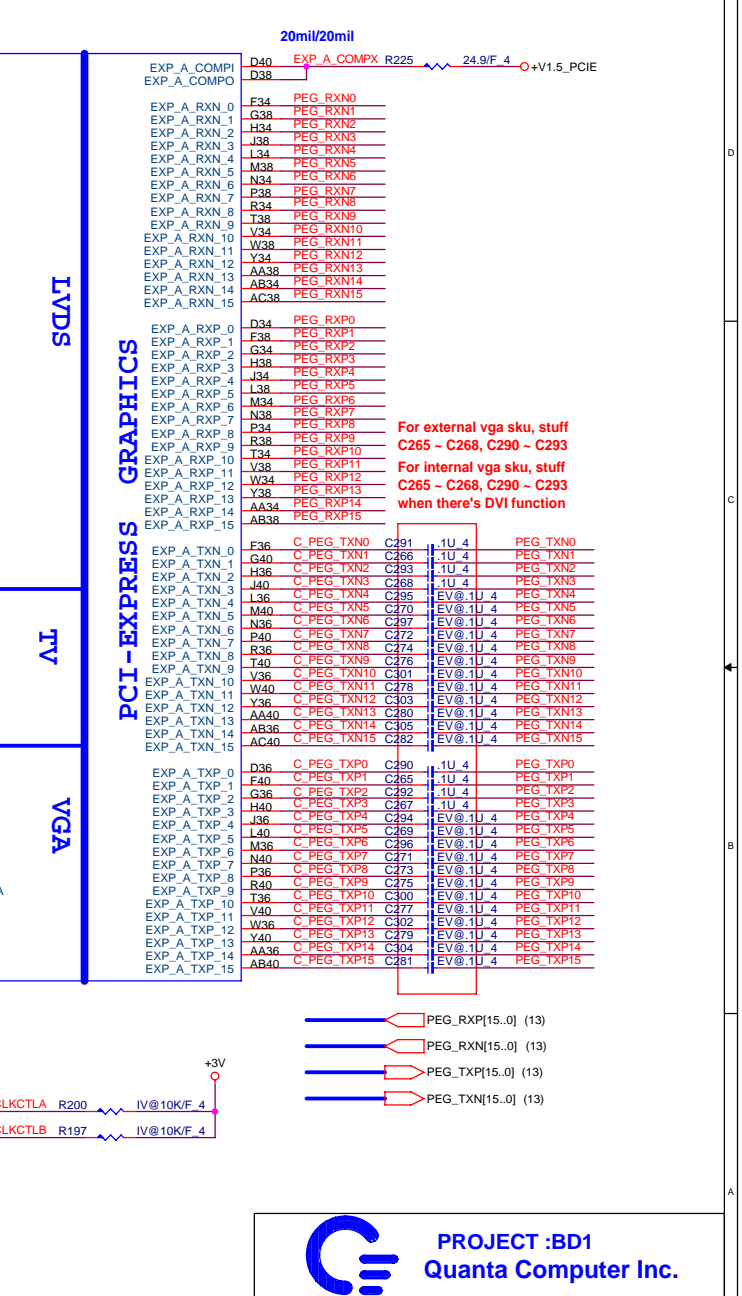 20mil/20mil
EXP_A_COMPI D40 EXP_A_COMPX R225 24.9/F_4 +V1.5_PCIE
EXP_A_COMPO D38
EXP_A_RXN_0 F34 PEG_RXN0
EXP_A_RXN_1 G38 PEG_RXN1
EXP_A_RXN_2 H34 PEG_RXN2
EXP_A_RXN_3 J38 PEG_RXN3
EXP_A_RXN_4 L34 PEG_RXN4
EXP_A_RXN_5 M38 PEG_RXN5
EXP_A_RXN_6 N34 PEG_RXN6
EXP_A_RXN_7 P38 PEG_RXN7
EXP_A_RXN_8 R34 PEG_RXN8
EXP_A_RXN_9 T38 PEG_RXN9
EXP_A_RXN_10 V34 PEG_RXN10
EXP_A_RXN_11 W38 PEG_RXN11
EXP_A_RXN_12 Y34 PEG_RXN12
EXP_A_RXN_13 AA38 PEG_RXN13
EXP_A_RXN_14 AB34 PEG_RXN14
EXP_A_RXN_15 AC38 PEG_RXN15
EXP_A_RXP_0 D34 PEG_RXP0
EXP_A_RXP_1 F38 PEG_RXP1
EXP_A_RXP_2 G34 PEG_RXP2
EXP_A_RXP_3 H38 PEG_RXP3
EXP_A_RXP_4 J34 PEG_RXP4
EXP_A_RXP_5 L38 PEG_RXP5
EXP_A_RXP_6 M34 PEG_RXP6
EXP_A_RXP_7 N38 PEG_RXP7
EXP_A_RXP_8 P34 PEG_RXP8
EXP_A_RXP_9 R38 PEG_RXP9
EXP_A_RXP_10 T34 PEG_RXP10
EXP_A_RXP_11 V38 PEG_RXP11
EXP_A_RXP_12 W34 PEG_RXP12
EXP_A_RXP_13 Y38 PEG_RXP13
EXP_A_RXP_14 AA34 PEG_RXP14
EXP_A_RXP_15 AB38 PEG_RXP15
For external vga sku, stuff
C265 ~ C268, C290 ~ C293
For internal vga sku, stuff
C265 ~ C268, C290 ~ C293
when there's DVI function
EXP_A_TXN_0 F36 C_PEG_TXN0 C291 .1U_4 PEG_TXN0
EXP_A_TXN_1 G40 C_PEG_TXN1 C266 .1U_4 PEG_TXN1
EXP_A_TXN_2 H36 C_PEG_TXN2 C293 .1U_4 PEG_TXN2
EXP_A_TXN_3 J40 C_PEG_TXN3 C268 .1U_4 PEG_TXN3
EXP_A_TXN_4 L36 C_PEG_TXN4 C295 EV@.1U_4 PEG_TXN4
EXP_A_TXN_5 M40 C_PEG_TXN5 C270 EV@.1U_4 PEG_TXN5
EXP_A_TXN_6 N36 C_PEG_TXN6 C297 EV@.1U_4 PEG_TXN6
EXP_A_TXN_7 P40 C_PEG_TXN7 C272 EV@.1U_4 PEG_TXN7
EXP_A_TXN_8 R36 C_PEG_TXN8 C274 EV@.1U_4 PEG_TXN8
EXP_A_TXN_9 T40 C_PEG_TXN9 C276 EV@.1U_4 PEG_TXN9
EXP_A_TXN_10 V36 C_PEG_TXN10 C301 EV@.1U_4 PEG_TXN10
EXP_A_TXN_11 W40 C_PEG_TXN11 C278 EV@.1U_4 PEG_TXN11
EXP_A_TXN_12 Y36 C_PEG_TXN12 C303 EV@.1U_4 PEG_TXN12
EXP_A_TXN_13 AA40 C_PEG_TXN13 C280 EV@.1U_4 PEG_TXN13
EXP_A_TXN_14 AB36 C_PEG_TXN14 C305 EV@.1U_4 PEG_TXN14
EXP_A_TXN_15 AC40 C_PEG_TXN15 C282 EV@.1U_4 PEG_TXN15
EXP_A_TXP_0 D36 C_PEG_TXP0 C290 .1U_4 PEG_TXP0
EXP_A_TXP_1 F40 C_PEG_TXP1 C265 .1U_4 PEG_TXP1
EXP_A_TXP_2 G36 C_PEG_TXP2 C292 .1U_4 PEG_TXP2
EXP_A_TXP_3 H40 C_PEG_TXP3 C267 .1U_4 PEG_TXP3
EXP_A_TXP_4 J36 C_PEG_TXP4 C294 EV@.1U_4 PEG_TXP4
EXP_A_TXP_5 L40 C_PEG_TXP5 C269 EV@.1U_4 PEG_TXP5
EXP_A_TXP_6 M36 C_PEG_TXP6 C296 EV@.1U_4 PEG_TXP6
EXP_A_TXP_7 N40 C_PEG_TXP7 C271 EV@.1U_4 PEG_TXP7
EXP_A_TXP_8 P36 C_PEG_TXP8 C273 EV@.1U_4 PEG_TXP8
EXP_A_TXP_9 R40 C_PEG_TXP9 C275 EV@.1U_4 PEG_TXP9
EXP_A_TXP_10 T36 C_PEG_TXP10 C300 EV@.1U_4 PEG_TXP10
EXP_A_TXP_11 V40 C_PEG_TXP11 C277 EV@.1U_4 PEG_TXP11
EXP_A_TXP_12 W36 C_PEG_TXP12 C302 EV@.1U_4 PEG_TXP12
EXP_A_TXP_13 Y40 C_PEG_TXP13 C279 EV@.1U_4 PEG_TXP13
EXP_A_TXP_14 AA36 C_PEG_TXP14 C304 EV@.1U_4 PEG_TXP14
EXP_A_TXP_15 AB40 C_PEG_TXP15 C281 EV@.1U_4 PEG_TXP15
LVDS
TV
VGA
PCI-EXPRESS GRAPHICS
PEG_RXP[15..0] (13)
PEG_RXN[15..0] (13)
PEG_TXP[15..0] (13)
PEG_TXN[15..0] (13)
+3V
LKCTLA R200 IV@10K/F_4
LKCTLB R197 IV@10K/F_4
D
C
B
A
PROJECT :BD1
Quanta Computer Inc.